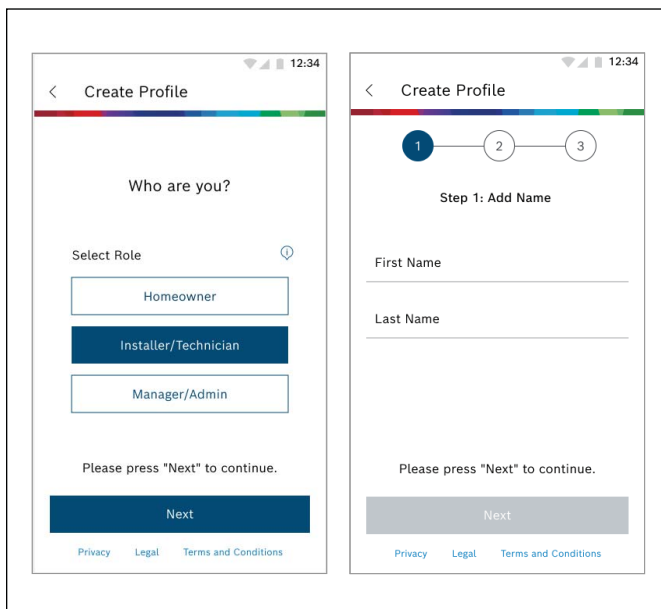 12:34
Create Profile
Who are you?
Select Role
Homeowner
Installer/Technician
Manager/Admin
Please press "Next" to continue.
Next
Privacy Legal Terms and Conditions
12:34
Create Profile
1 2 3
Step 1: Add Name
First Name
Last Name
Please press "Next" to continue.
Next
Privacy Legal Terms and Conditions